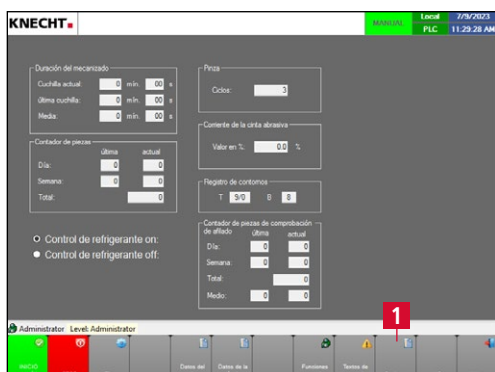 KNECHT
MANUAL
Local
PLC
7/9/2023
11:29:28 AM
Duración del mecanizado
Cuchilla actual: 0 mín. 00 s
última cuchilla: 0 mín. 00 s
Media: 0 mín. 00 s
Contador de piezas
última actual
Día: 0 0
Semana: 0 0
Total: 0
Control de refrigerante on:
Control de refrigerante off:
Pinza
Ciclos: 3
Corriente de la cinta abrasiva
Valor en %: 0.0 %
Registro de contornos
T 9/0 B 8
Contador de piezas de comprobación
de afilado última actual
Día: 0 0
Semana: 0 0
Total: 0
Medio: 0 0
1
Administrator Level: Administrator
INICIO
Datos del
Datos de la
Funciones
Textos de